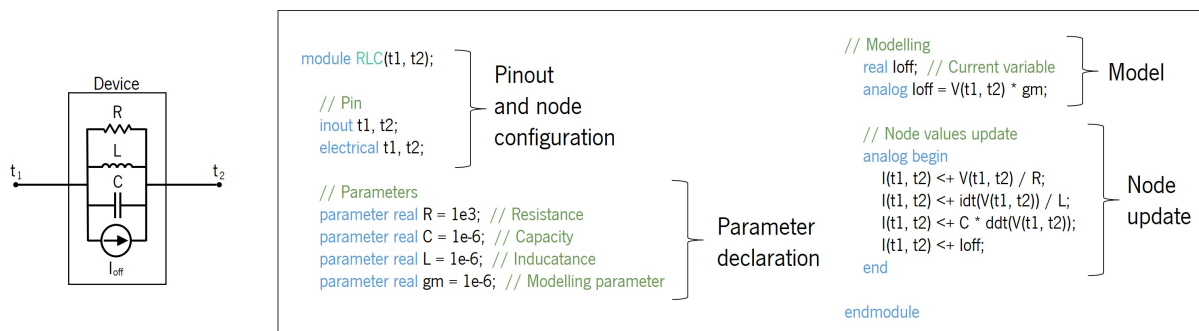 Device
R
L
C
t1
t2
Ioff
module RLC(t1, t2);
// Pin
inout t1, t2;
electrical t1, t2;
Pinout
and node
configuration
// Parameters
parameter real R = 1e3; // Resistance
parameter real C = 1e-6; // Capacity
parameter real L = 1e-6; // Inducatance
parameter real gm = 1e-6; // Modelling parameter
Parameter
declaration
// Modelling
real Ioff; // Current variable
analog Ioff = V(t1, t2) * gm;
Model
// Node values update
analog begin
I(t1, t2) <+ V(t1, t2) / R;
I(t1, t2) <+ idt(V(t1, t2)) / L;
I(t1, t2) <+ C * ddt(V(t1, t2));
I(t1, t2) <+ Ioff;
end
Node
update
endmodule